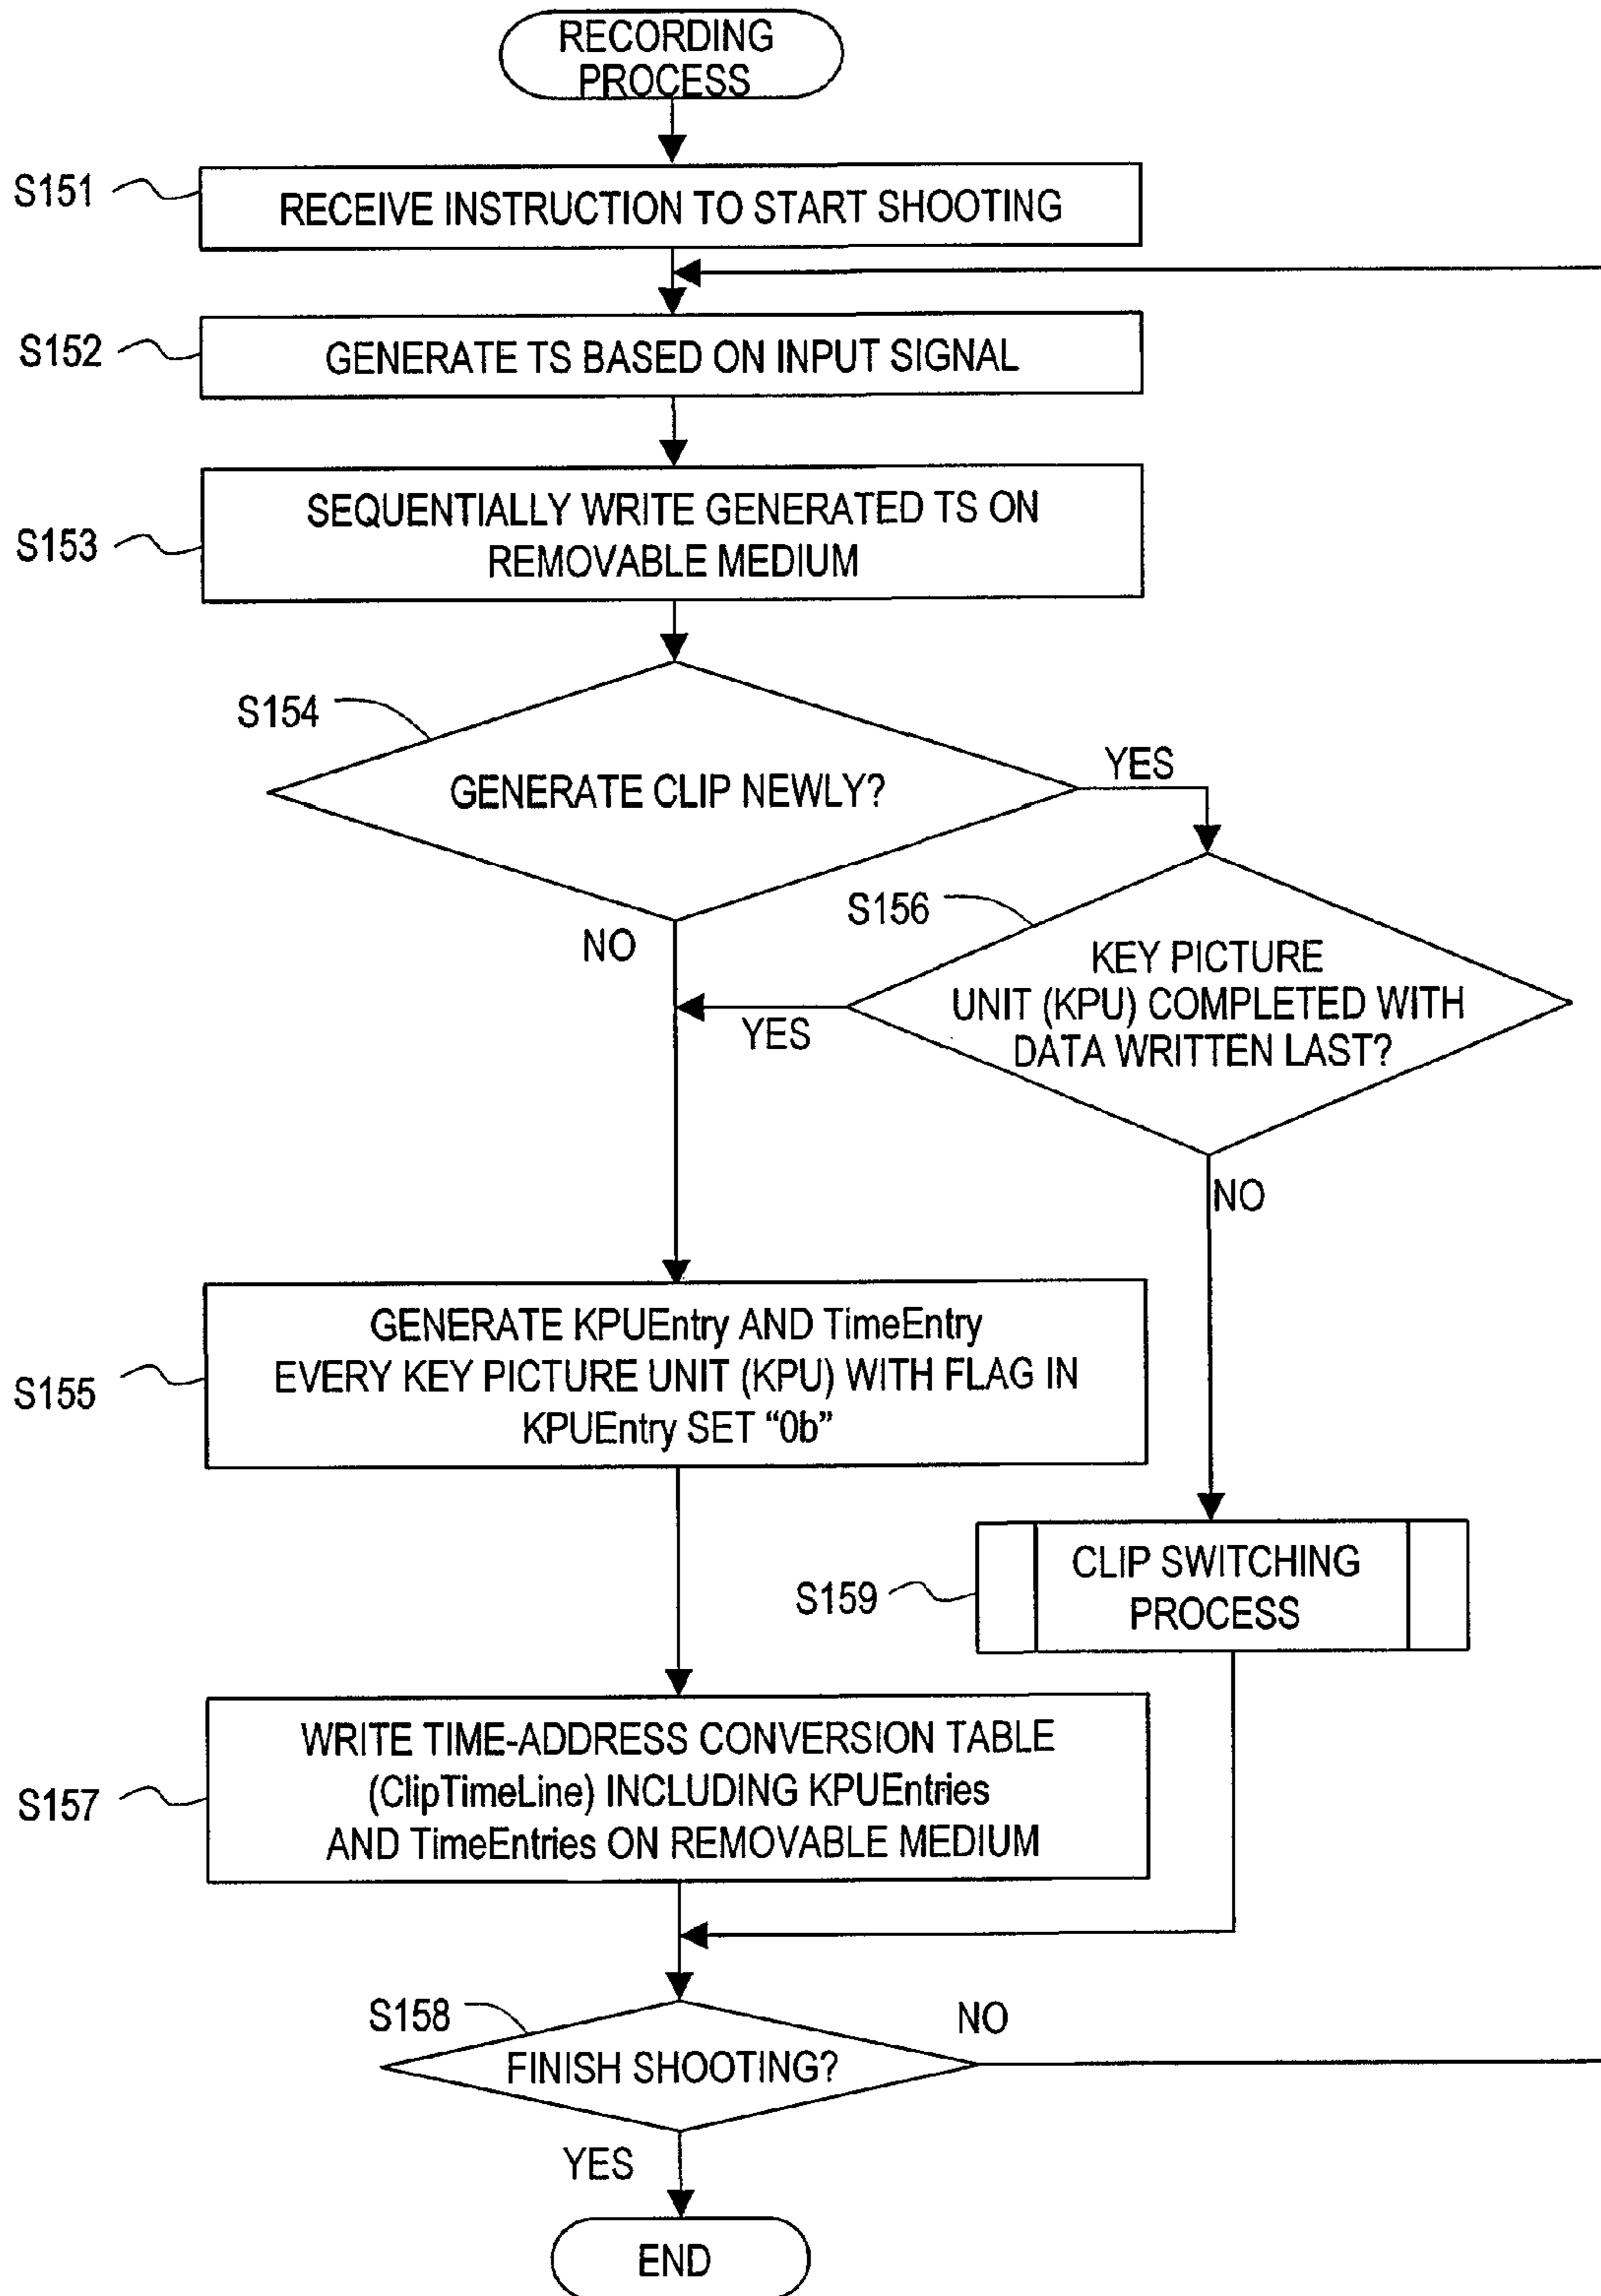 RECORDING
PROCESS
S151
RECEIVE INSTRUCTION TO START SHOOTING
S152
GENERATE TS BASED ON INPUT SIGNAL
S153
SEQUENTIALLY WRITE GENERATED TS ON
REMOVABLE MEDIUM
S154
GENERATE CLIP NEWLY?
YES
NO
S156
KEY PICTURE
UNIT (KPU) COMPLETED WITH
DATA WRITTEN LAST?
YES
NO
S155
GENERATE KPUEntry AND TimeEntry
EVERY KEY PICTURE UNIT (KPU) WITH FLAG IN
KPUEntry SET “0b”
S159
CLIP SWITCHING
PROCESS
S157
WRITE TIME-ADDRESS CONVERSION TABLE
(ClipTimeLine) INCLUDING KPUEntries
AND TimeEntries ON REMOVABLE MEDIUM
S158
FINISH SHOOTING?
NO
YES
END